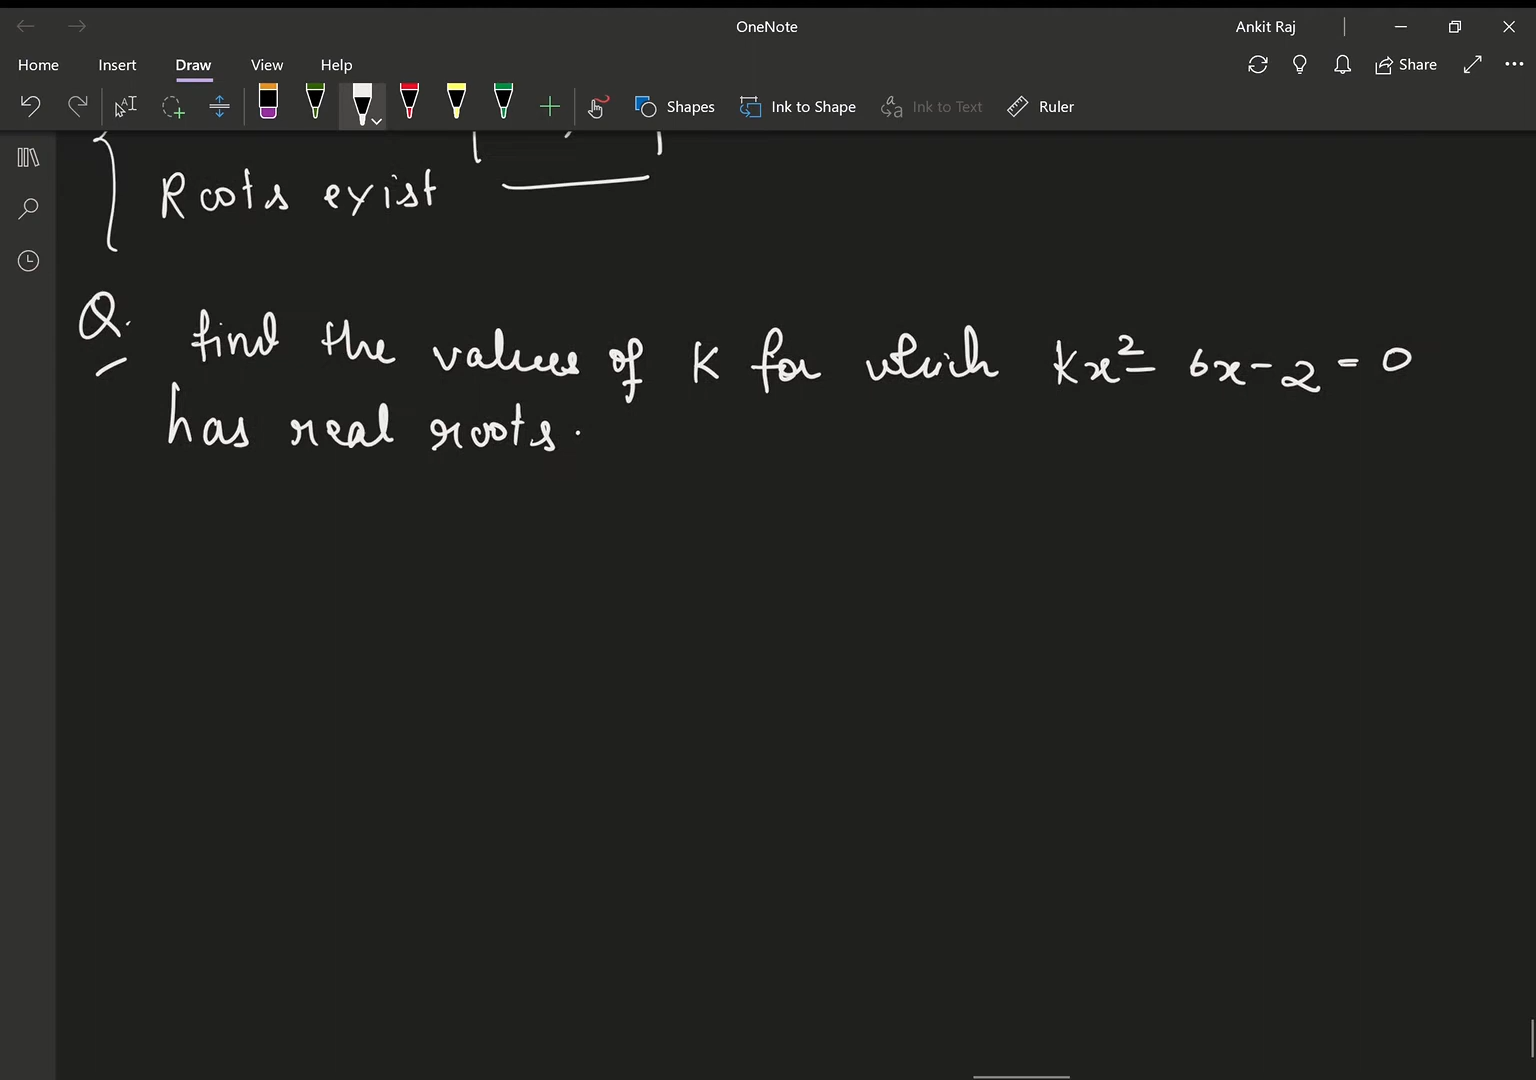 OneNote
Ankit Raj
Home Insert Draw View Help
Share
Shapes Ink to Shape Ink to Text Ruler
Roots exist
Q. find the values of K for which Kx² - 6x - 2 = 0
has real roots.